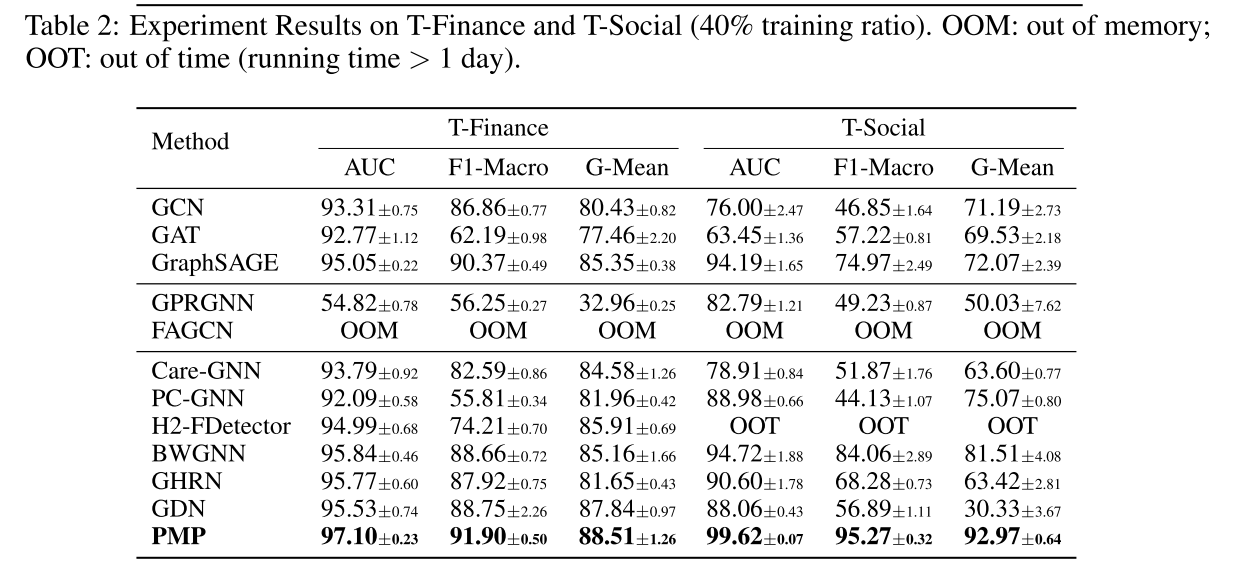 Table 2: Experiment Results on T-Finance and T-Social (40% training ratio). OOM: out of memory;
OOT: out of time (running time > 1 day).
Method T-Finance T-Social
AUC F1-Macro G-Mean AUC F1-Macro G-Mean
GCN 93.31±0.75 86.86±0.77 80.43±0.82 76.00±2.47 46.85±1.64 71.19±2.73
GAT 92.77±1.12 62.19±0.98 77.46±2.20 63.45±1.36 57.22±0.81 69.53±2.18
GraphSAGE 95.05±0.22 90.37±0.49 85.35±0.38 94.19±1.65 74.97±2.49 72.07±2.39
GPRGNN 54.82±0.78 56.25±0.27 32.96±0.25 82.79±1.21 49.23±0.87 50.03±7.62
FAGCN OOM OOM OOM OOM OOM OOM
Care-GNN 93.79±0.92 82.59±0.86 84.58±1.26 78.91±0.84 51.87±1.76 63.60±0.77
PC-GNN 92.09±0.58 55.81±0.34 81.96±0.42 88.98±0.66 44.13±1.07 75.07±0.80
H2-FDetector 94.99±0.68 74.21±0.70 85.91±0.69 OOT OOT OOT
BWGNN 95.84±0.46 88.66±0.72 85.16±1.66 94.72±1.88 84.06±2.89 81.51±4.08
GHRN 95.77±0.60 87.92±0.75 81.65±0.43 90.60±1.78 68.28±0.73 63.42±2.81
GDN 95.53±0.74 88.75±2.26 87.84±0.97 88.06±0.43 56.89±1.11 30.33±3.67
PMP 97.10±0.23 91.90±0.50 88.51±1.26 99.62±0.07 95.27±0.32 92.97±0.64